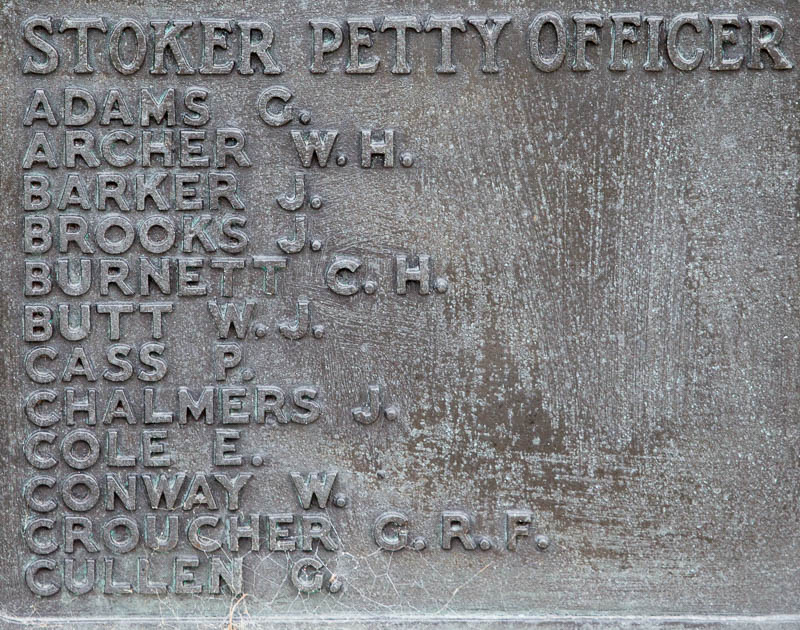 STOKER PETTY OFFICER
ADAMS G.
ARCHER W. H.
BARKER J.
BROOKS J.
BURNETT C. H.
BUTT W. J.
CASS P.
CHALMERS J.
COLE E.
CONWAY W.
CROUCHER G. R. F.
CULLEN G.